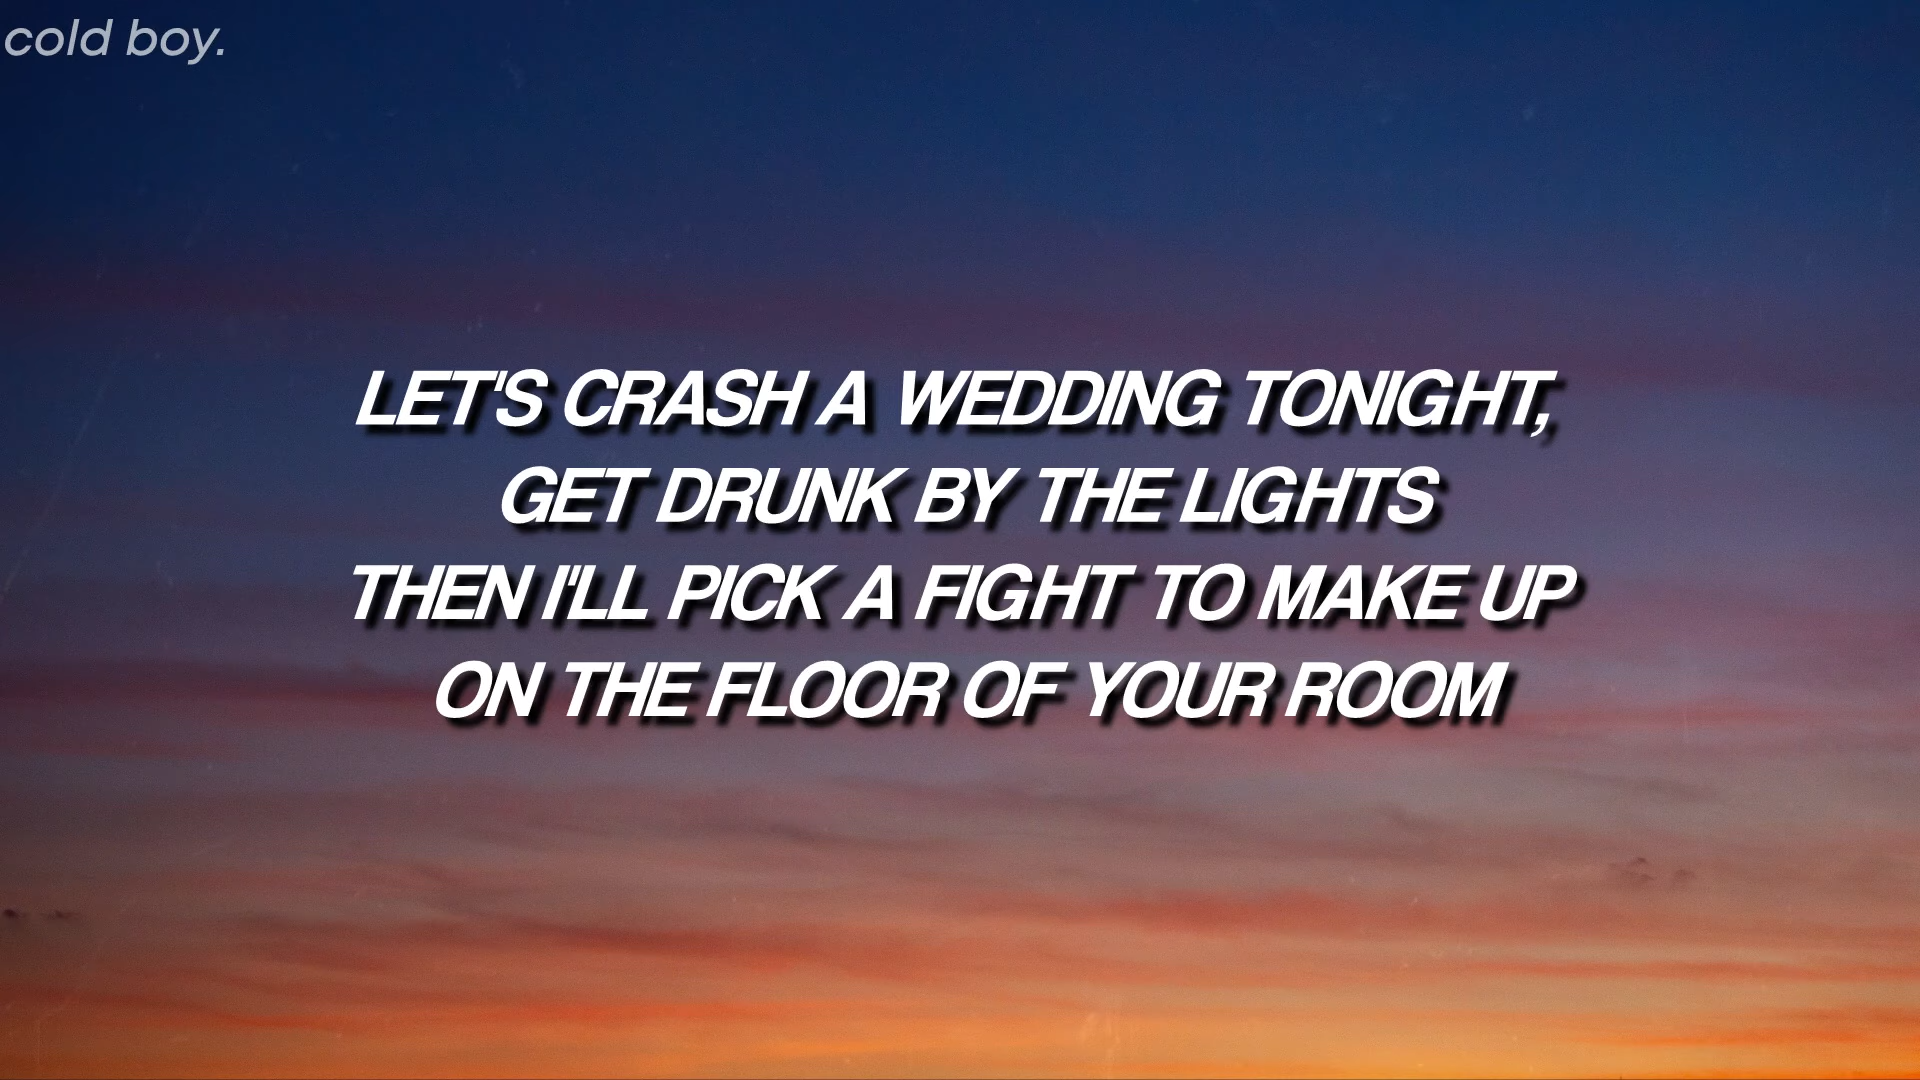 cold boy.
LET'S CRASH A WEDDING TONIGHT,
GET DRUNK BY THE LIGHTS
THEN I'LL PICK A FIGHT TO MAKE UP
ON THE FLOOR OF YOUR ROOM